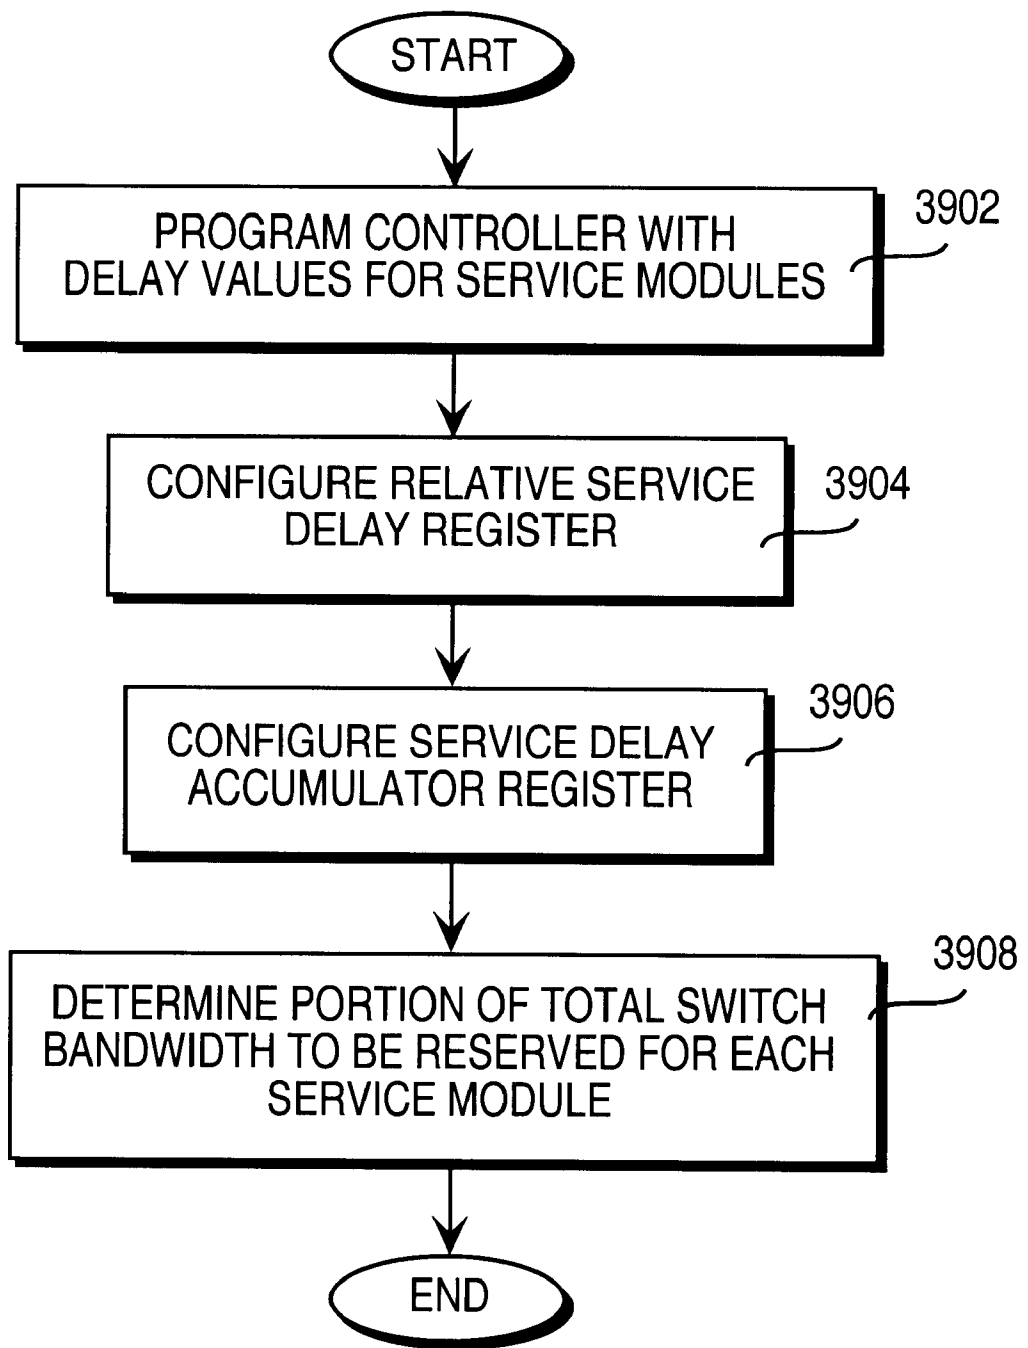 START
PROGRAM CONTROLLER WITH
DELAY VALUES FOR SERVICE MODULES
3902
CONFIGURE RELATIVE SERVICE
DELAY REGISTER
3904
CONFIGURE SERVICE DELAY
ACCUMULATOR REGISTER
3906
DETERMINE PORTION OF TOTAL SWITCH
BANDWIDTH TO BE RESERVED FOR EACH
SERVICE MODULE
3908
END